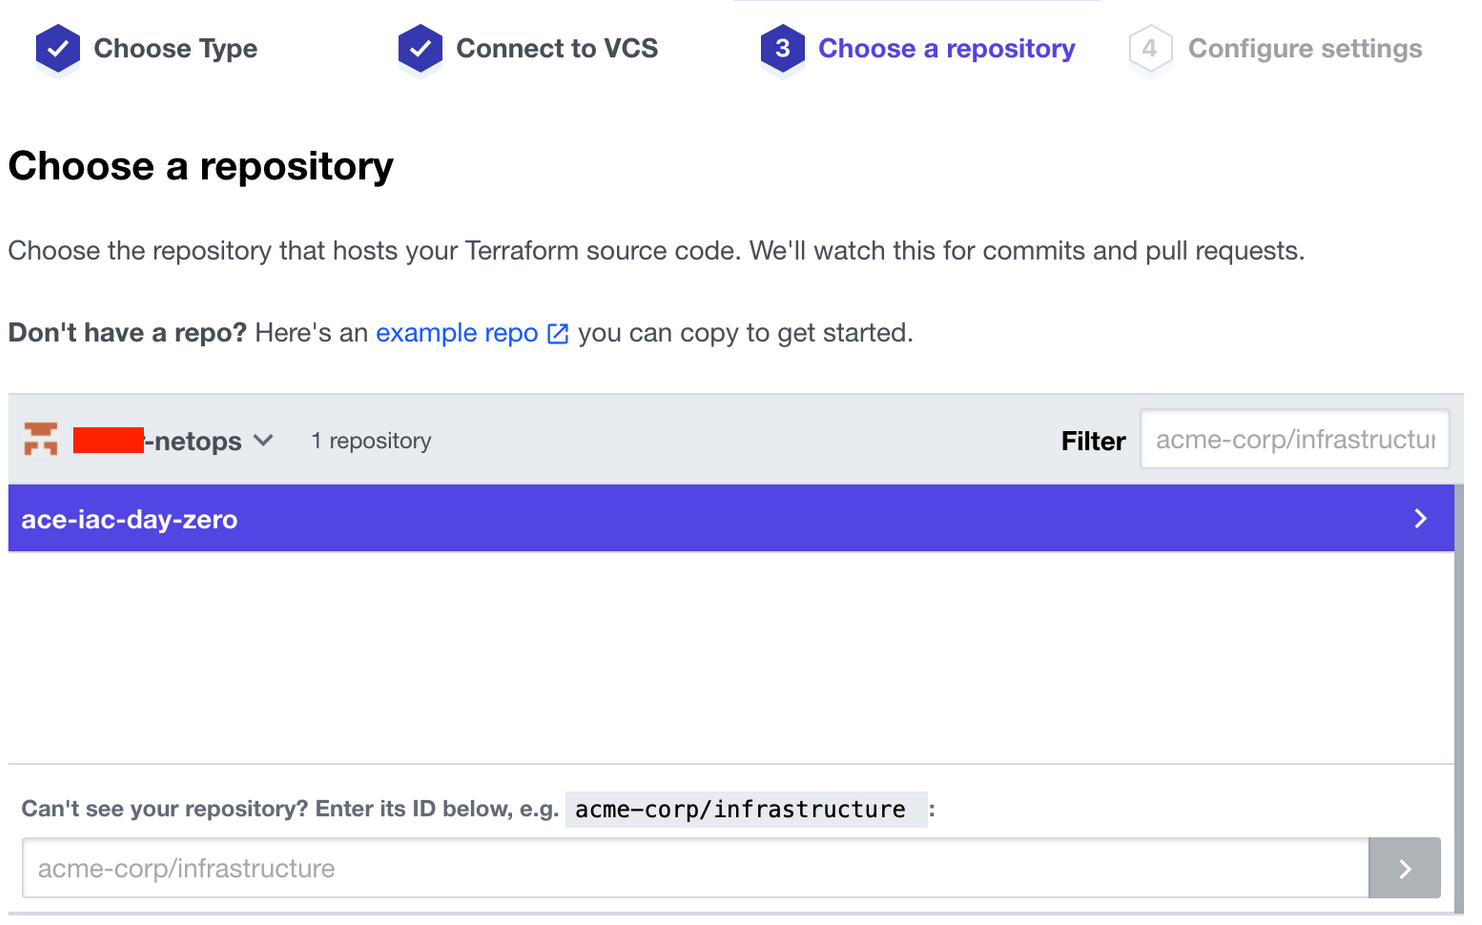 Choose Type
Connect to VCS
3 Choose a repository
4 Configure settings
Choose a repository
Choose the repository that hosts your Terraform source code. We'll watch this for commits and pull requests.
Don't have a repo? Here's an example repo you can copy to get started.
-netops 1 repository Filter acme-corp/infrastructur
ace-iac-day-zero
Can't see your repository? Enter its ID below, e.g. acme-corp/infrastructure :
acme-corp/infrastructure